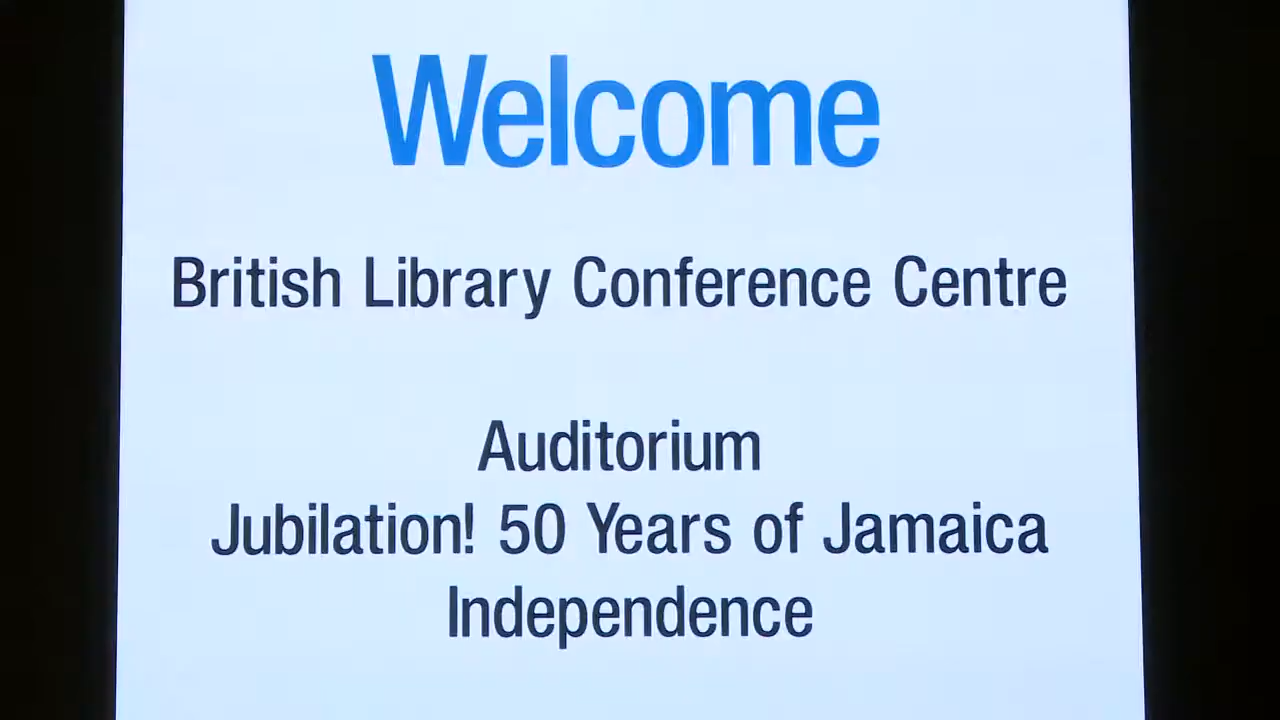 Welcome
British Library Conference Centre
Auditorium
Jubilation! 50 Years of Jamaica
Independence